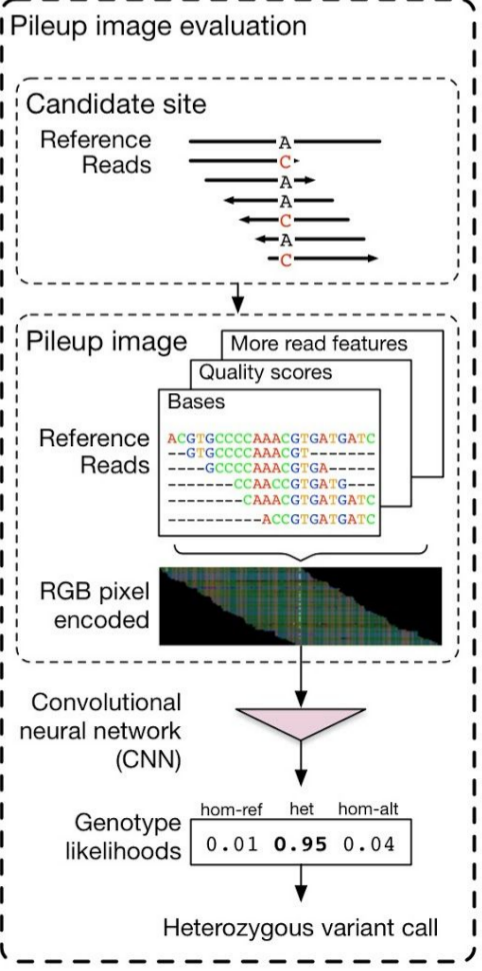 Pileup image evaluation
Candidate site
Reference
Reads
A
C
A
A
C
A
C
Pileup image
More read features
Quality scores
Bases
Reference
Reads
ACGTGCCCCAAACGTGATGATC
--GTGCCCCAAACGT-------
----GCCCCAAACGTGA-----
-------CCAACCGTGATG---
--------CAAACGTGATGATC
----------ACCGTGATGATC
RGB pixel
encoded
Convolutional
neural network
(CNN)
Genotype
likelihoods
hom-ref het hom-alt
0.01 0.95 0.04
Heterozygous variant call